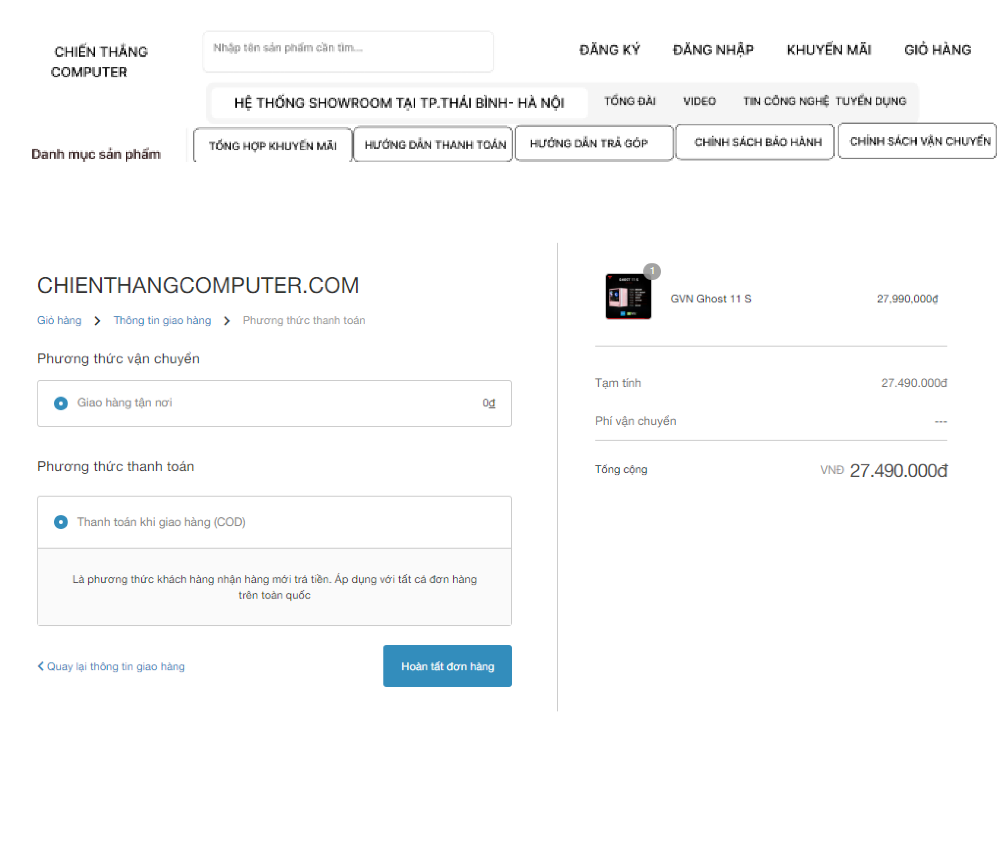 CHIẾN THẮNG
COMPUTER
Nhập tên sản phẩm cần tìm...
ĐĂNG KÝ
ĐĂNG NHẬP
KHUYẾN MÃI
GIỎ HÀNG
HỆ THỐNG SHOWROOM TẠI TP.THÁI BÌNH- HÀ NỘI
TỔNG ĐÀI
VIDEO
TIN CÔNG NGHỆ
TUYỂN DỤNG
Danh mục sản phẩm
TỔNG HỢP KHUYẾN MÃI
HƯỚNG DẪN THANH TOÁN
HƯỚNG DẪN TRẢ GÓP
CHÍNH SÁCH BẢO HÀNH
CHÍNH SÁCH VẬN CHUYỂN
CHIENTHANGCOMPUTER.COM
Giỏ hàng > Thông tin giao hàng > Phương thức thanh toán
Phương thức vận chuyển
Giao hàng tận nơi 0₫
Phương thức thanh toán
Thanh toán khi giao hàng (COD)
Là phương thức khách hàng nhận hàng mới trả tiền. Áp dụng với tất cả đơn hàng
trên toàn quốc
Quay lại thông tin giao hàng
Hoàn tất đơn hàng
GHOST 11 S
1
GVN Ghost 11 S 27,990,000₫
Tạm tính 27.490.000đ
Phí vận chuyển ---
Tổng cộng VNĐ 27.490.000đ